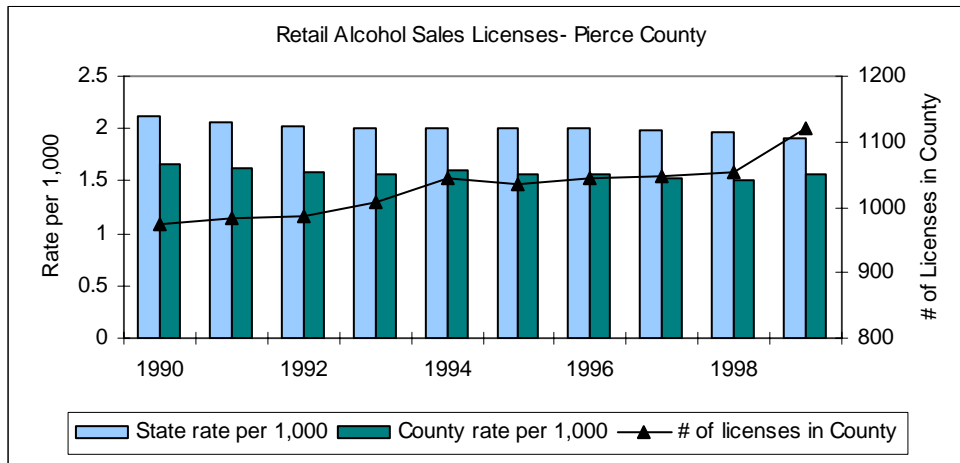 Retail Alcohol Sales Licenses- Pierce County
Rate per 1,000
2.5
2
1.5
1
0.5
0
# of Licenses in County
1200
1100
1000
900
800
1990 1992 1994 1996 1998
State rate per 1,000 County rate per 1,000 # of licenses in County